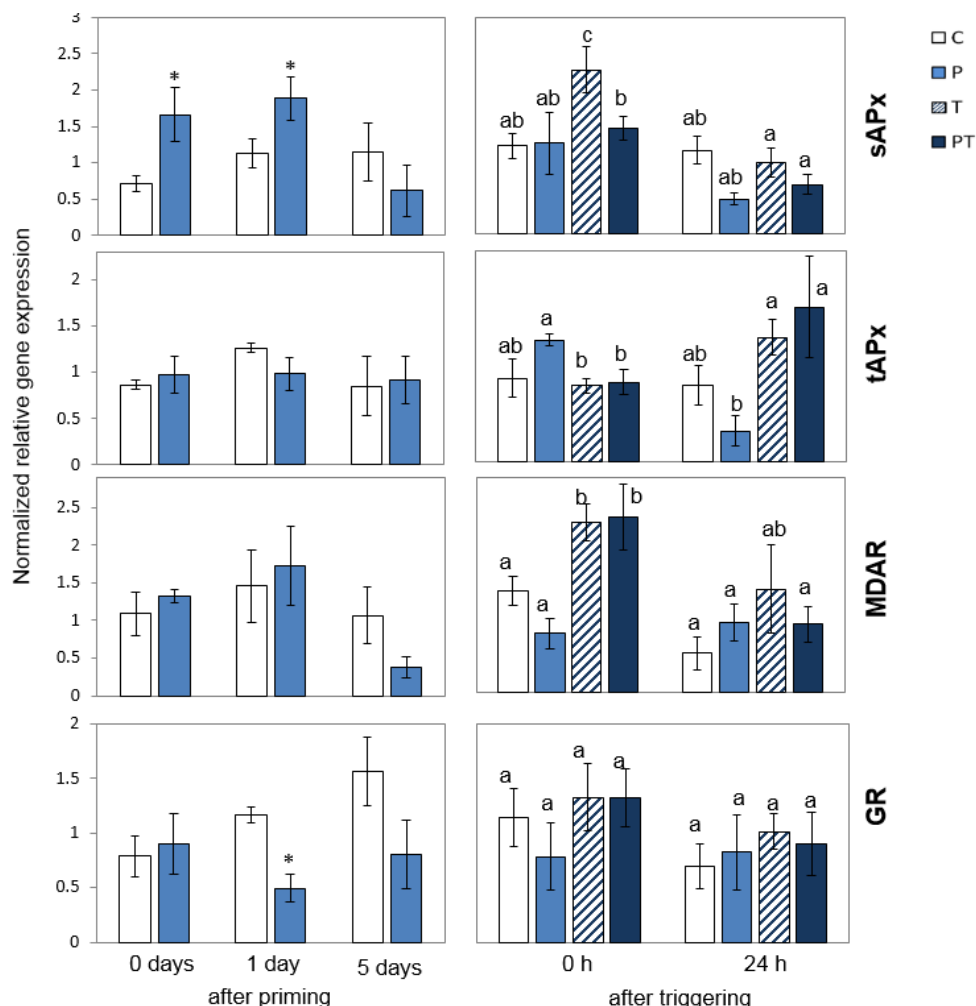 3
2.5
2
1.5
1
0.5
0
* *
c
ab ab b
ab ab a a
sAPx
C
P
T
PT
2
1.5
1
0.5
0
ab a b b
a b a a
tAPx
Normalized relative gene expression
2.5
2
1.5
1
0.5
0
a a b b
a a ab a
MDAR
2
1.5
1
0.5
0
*
a a a a
a a a a
GR
0 days 1 day 5 days
after priming
0 h 24 h
after triggering